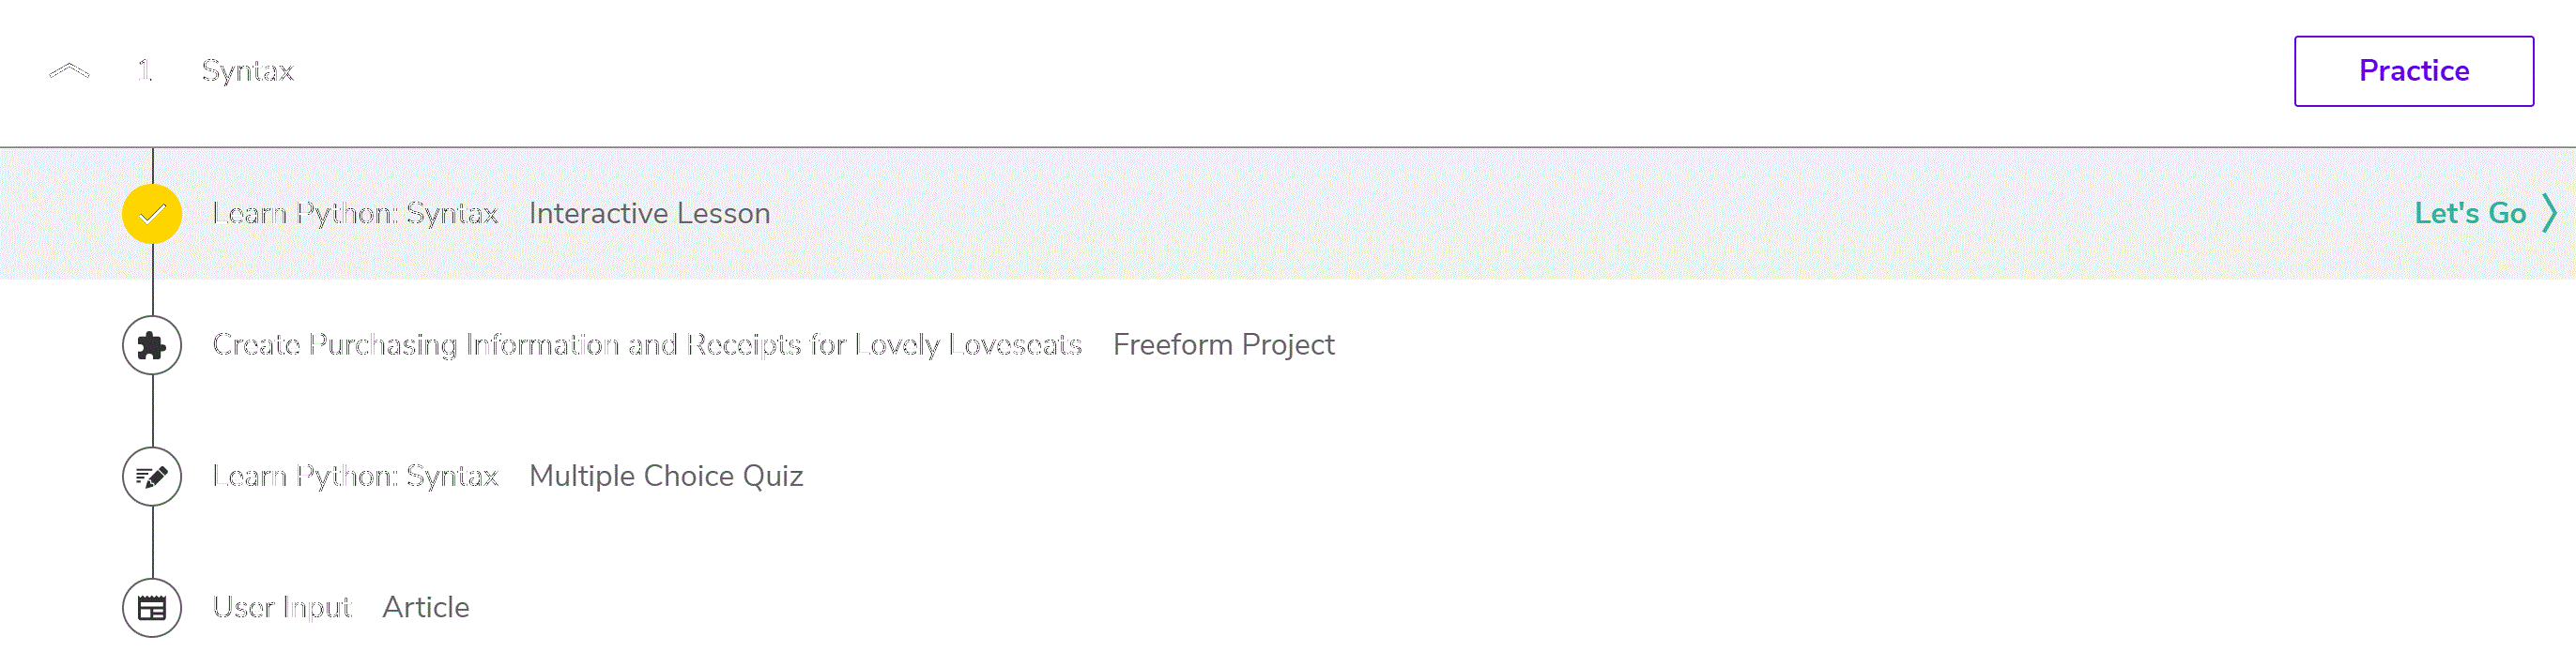 1 Syntax Practice
Learn Python: Syntax Interactive Lesson Let's Go
Create Purchasing Information and Receipts for Lovely Loveseats Freeform Project
Learn Python: Syntax Multiple Choice Quiz
User Input Article